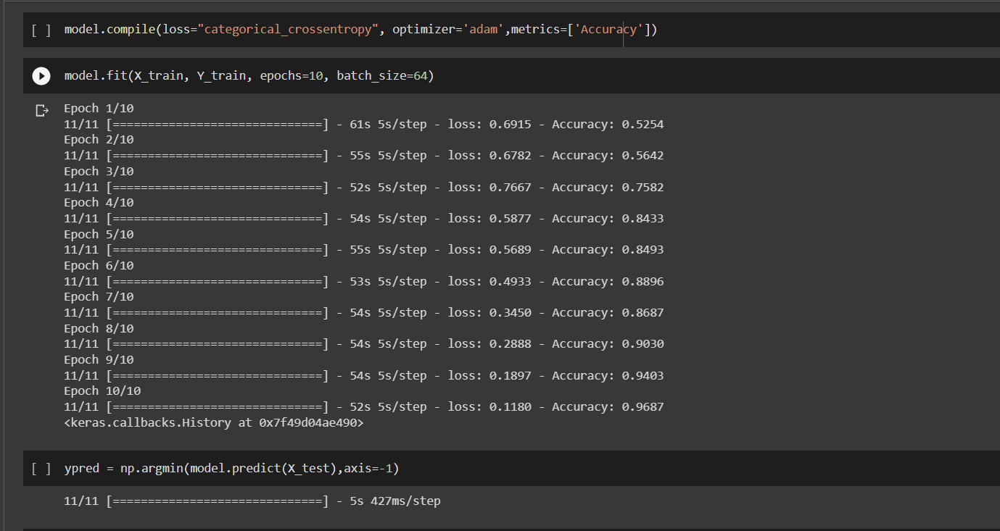 [ ] model.compile(loss="categorical_crossentropy", optimizer='adam',metrics=['Accuracy'])
model.fit(X_train, Y_train, epochs=10, batch_size=64)
Epoch 1/10
11/11 [==============================] - 61s 5s/step - loss: 0.6915 - Accuracy: 0.5254
Epoch 2/10
11/11 [==============================] - 55s 5s/step - loss: 0.6782 - Accuracy: 0.5642
Epoch 3/10
11/11 [==============================] - 52s 5s/step - loss: 0.7667 - Accuracy: 0.7582
Epoch 4/10
11/11 [==============================] - 54s 5s/step - loss: 0.5877 - Accuracy: 0.8433
Epoch 5/10
11/11 [==============================] - 55s 5s/step - loss: 0.5689 - Accuracy: 0.8493
Epoch 6/10
11/11 [==============================] - 53s 5s/step - loss: 0.4933 - Accuracy: 0.8896
Epoch 7/10
11/11 [==============================] - 54s 5s/step - loss: 0.3450 - Accuracy: 0.8687
Epoch 8/10
11/11 [==============================] - 54s 5s/step - loss: 0.2888 - Accuracy: 0.9030
Epoch 9/10
11/11 [==============================] - 54s 5s/step - loss: 0.1897 - Accuracy: 0.9403
Epoch 10/10
11/11 [==============================] - 52s 5s/step - loss: 0.1180 - Accuracy: 0.9687
<keras.callbacks.History at 0x7f49d04ae490>
[ ] ypred = np.argmin(model.predict(X_test),axis=-1)
11/11 [==============================] - 5s 427ms/step